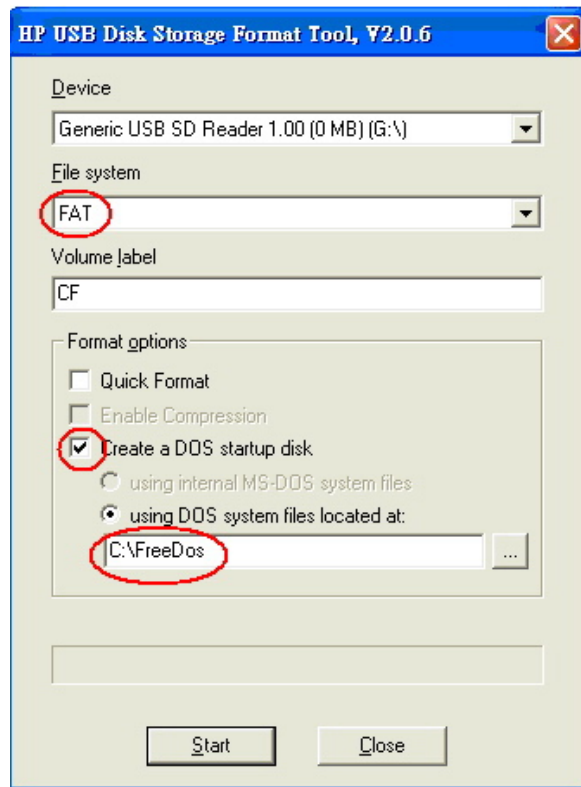 HP USB Disk Storage Format Tool, V2.0.6
Device
Generic USB SD Reader 1.00 (0 MB) (G:\)
File system
FAT
Volume label
CF
Format options
Quick Format
Enable Compression
Create a DOS startup disk
using internal MS-DOS system files
using DOS system files located at:
C:\FreeDos
...
Start Close